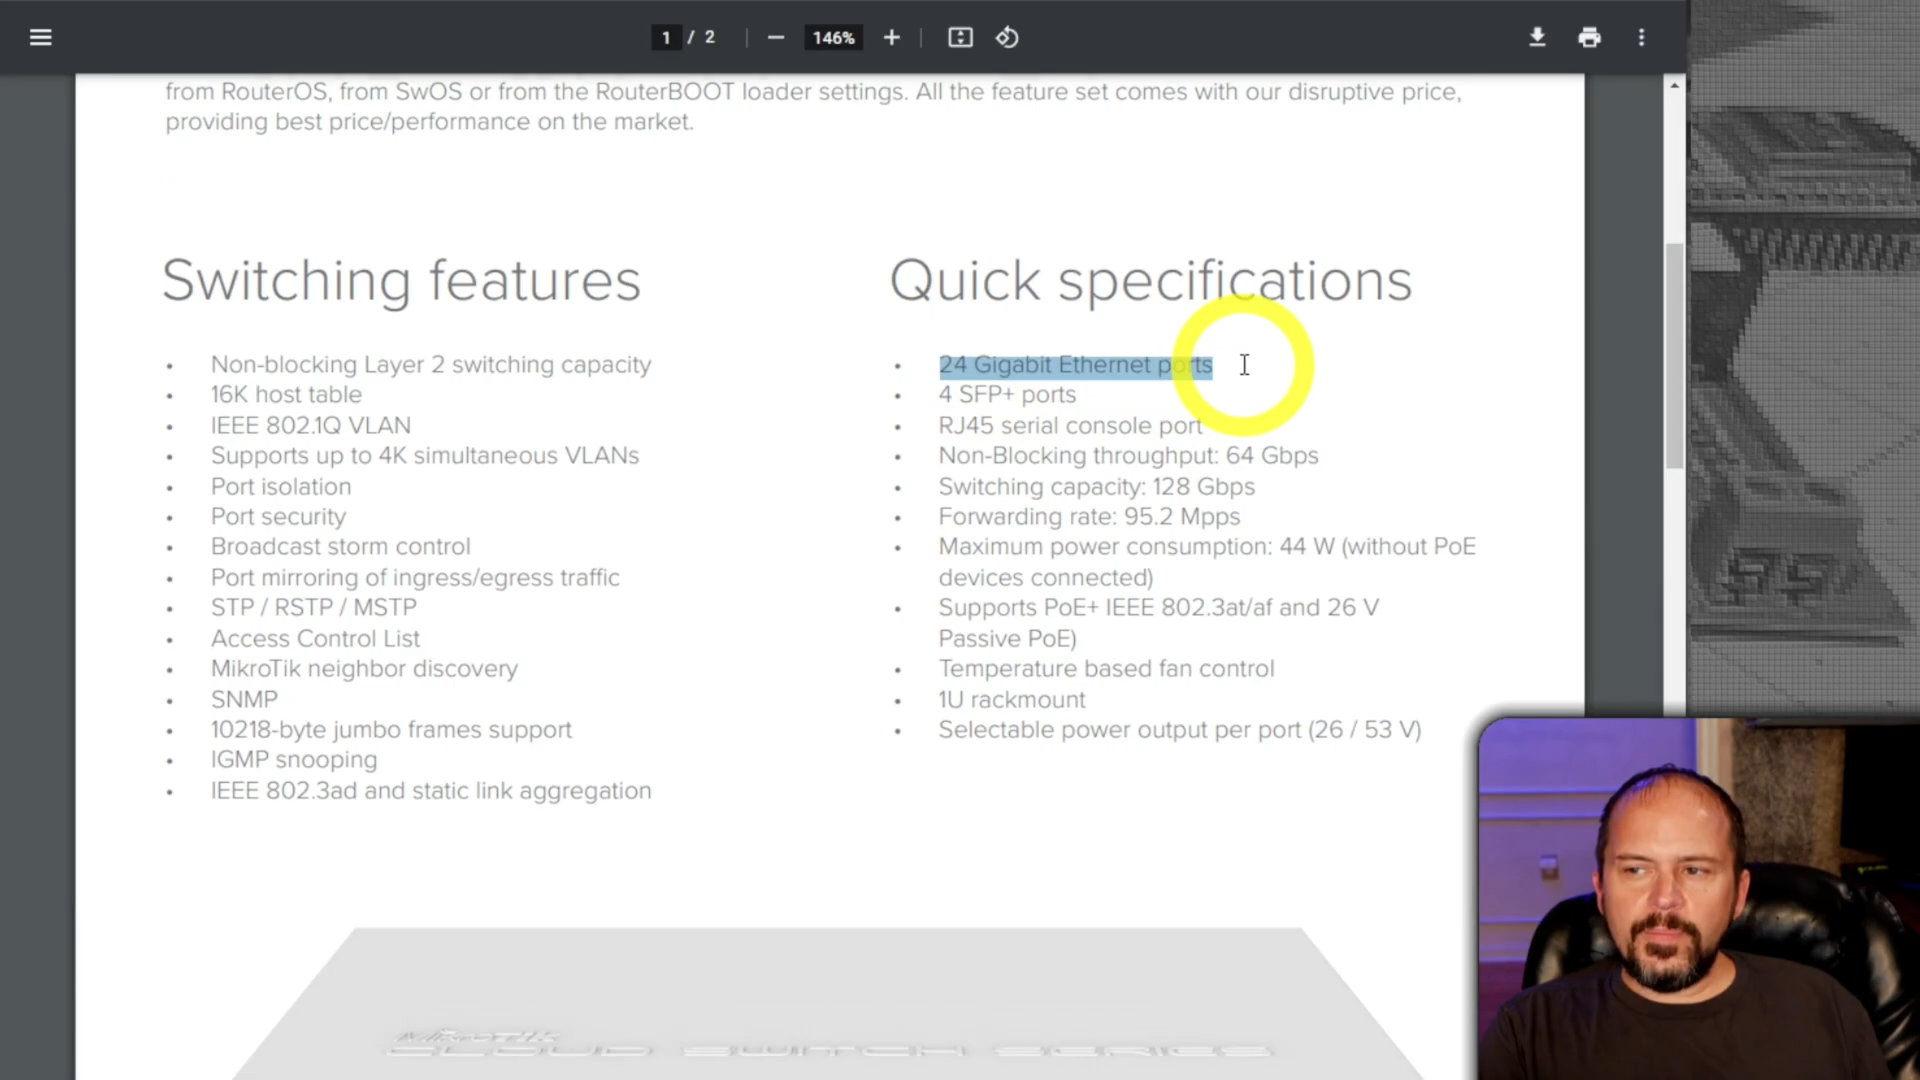 1 / 2
146%
from RouterOS, from SwOS or from the RouterBOOT loader settings. All the feature set comes with our disruptive price,
providing best price/performance on the market.
Switching features
• Non-blocking Layer 2 switching capacity
• 16K host table
• IEEE 802.1Q VLAN
• Supports up to 4K simultaneous VLANs
• Port isolation
• Port security
• Broadcast storm control
• Port mirroring of ingress/egress traffic
• STP / RSTP / MSTP
• Access Control List
• MikroTik neighbor discovery
• SNMP
• 10218-byte jumbo frames support
• IGMP snooping
• IEEE 802.3ad and static link aggregation
Quick specifications
• 24 Gigabit Ethernet ports
• 4 SFP+ ports
• RJ45 serial console port
• Non-Blocking throughput: 64 Gbps
• Switching capacity: 128 Gbps
• Forwarding rate: 95.2 Mpps
• Maximum power consumption: 44 W (without PoE
devices connected)
• Supports PoE+ IEEE 802.3at/af and 26 V
Passive PoE)
• Temperature based fan control
• 1U rackmount
• Selectable power output per port (26 / 53 V)
MikroTik
CLOUD SWITCH SERIES